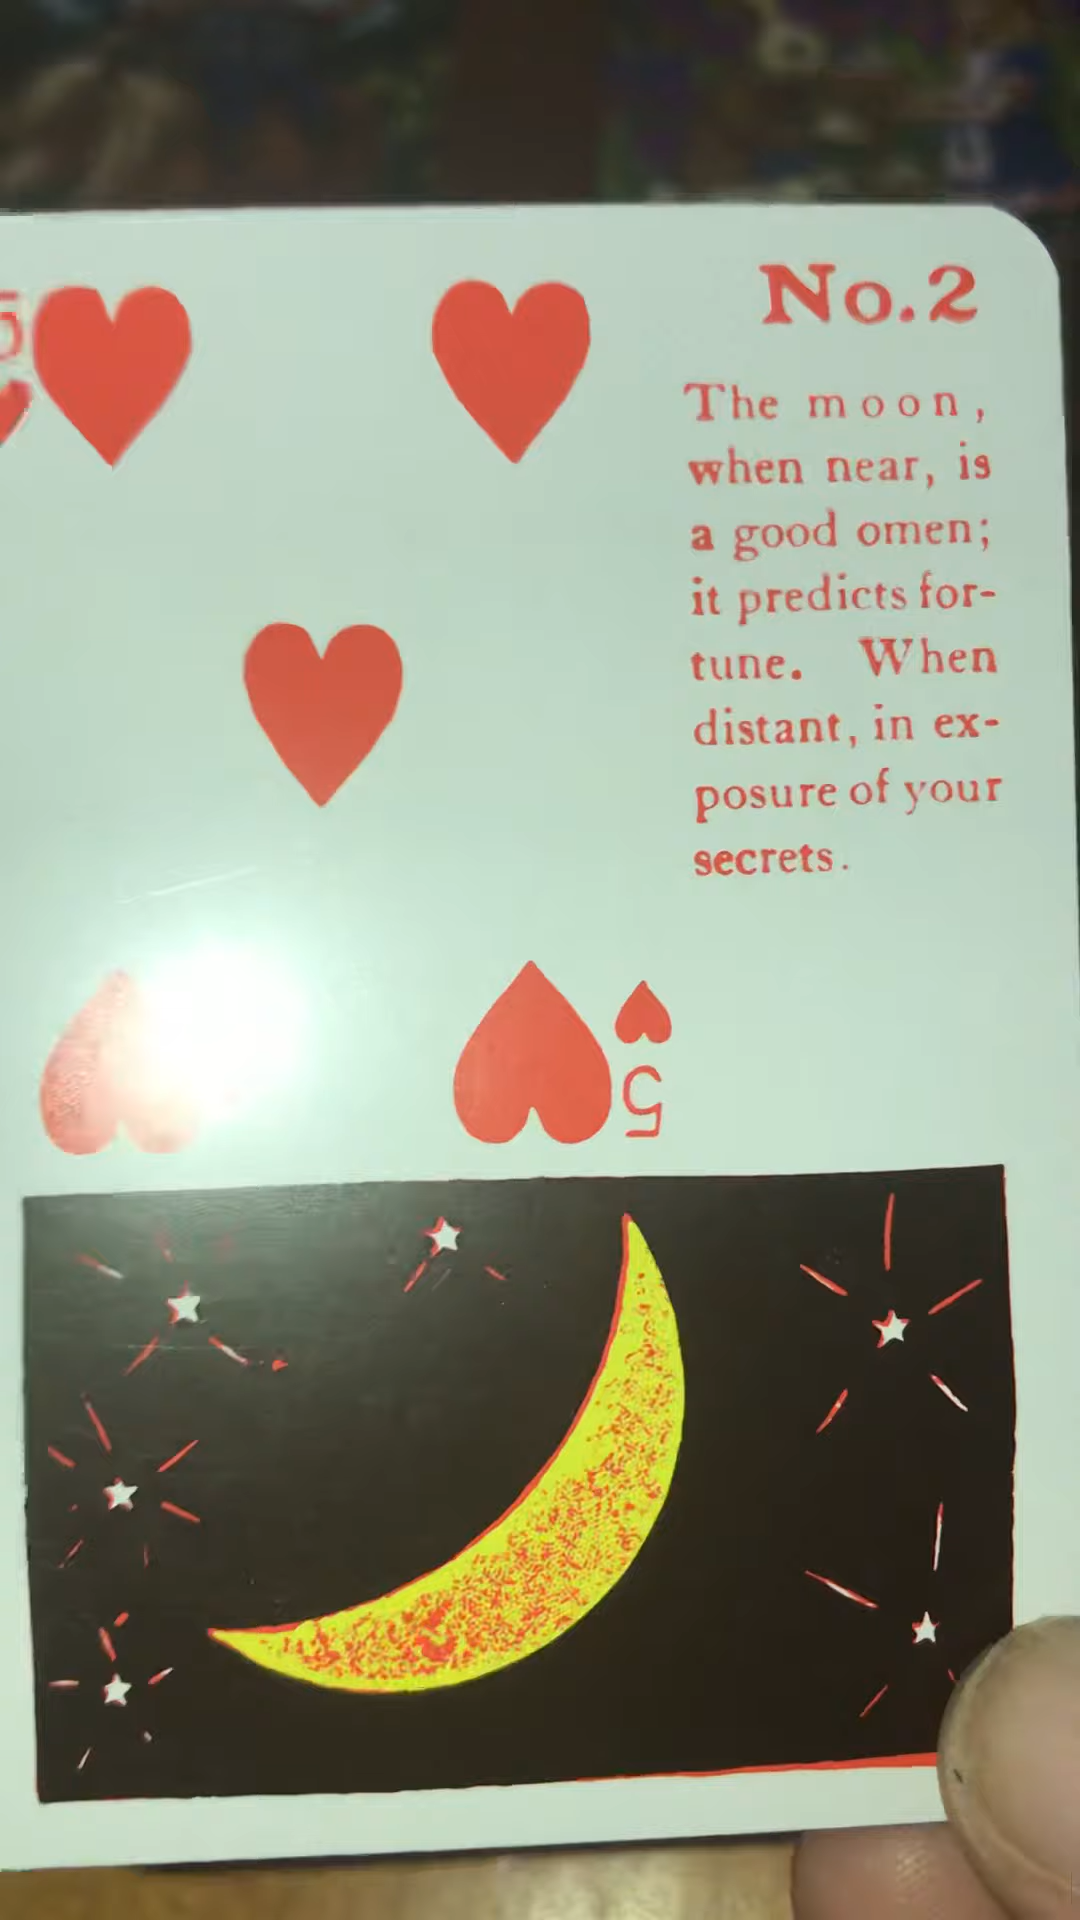 5
No.2
The moon,
when near, is
a good omen;
it predicts for-
tune. When
distant, in ex-
posure of your
secrets.
5